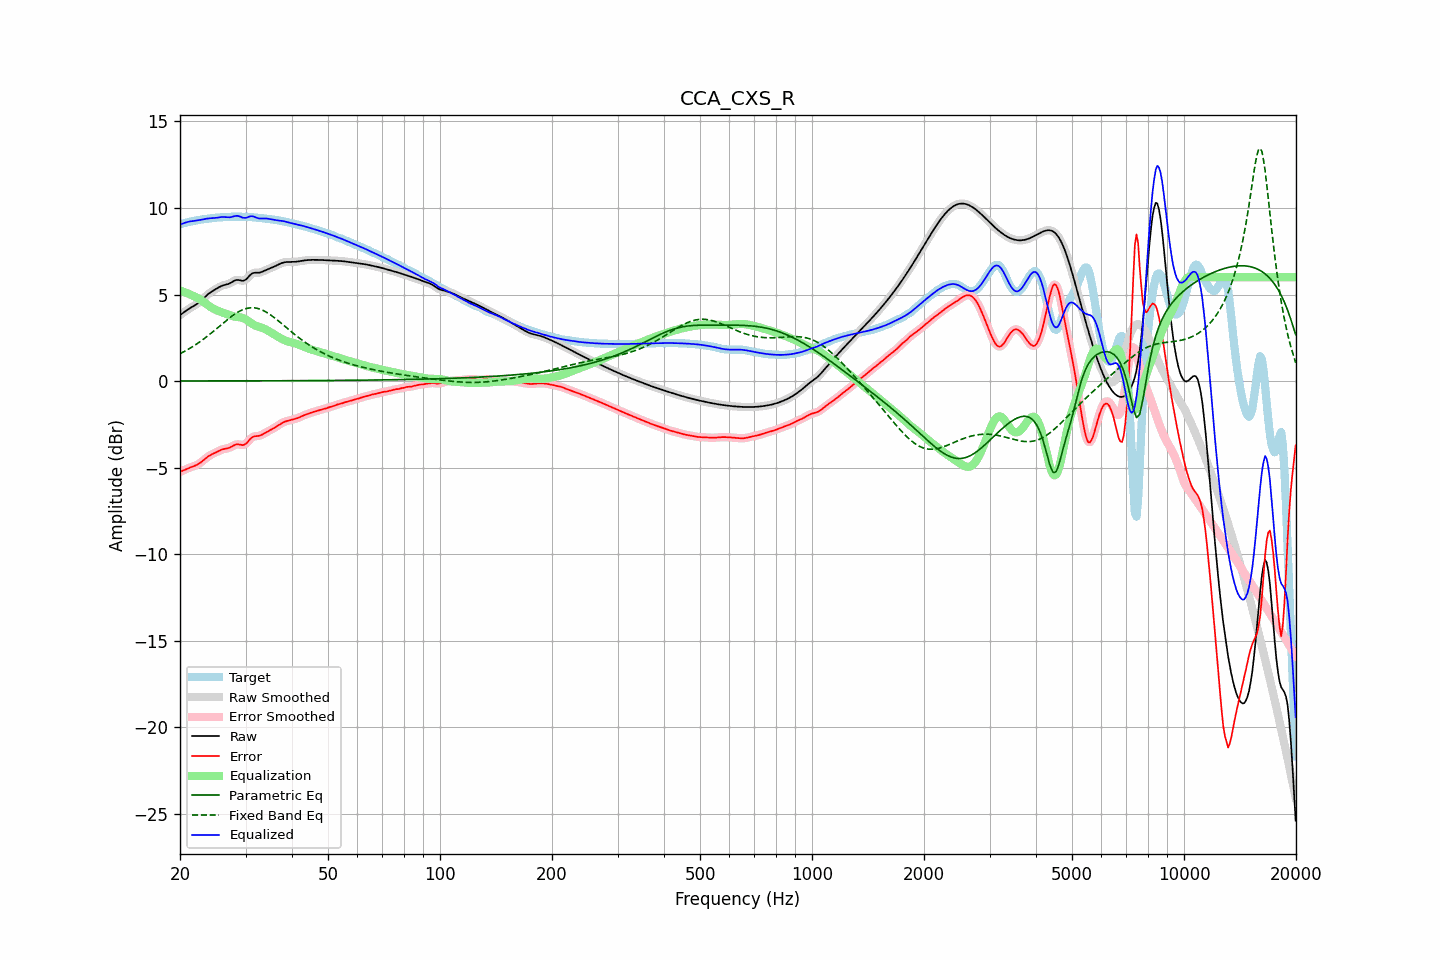 CCA_CXS_R
15
10
5
0
−5
−10
−15
−20
−25
Amplitude (dBr)
Target
Raw Smoothed
Error Smoothed
Raw
Error
Equalization
Parametric Eq
Fixed Band Eq
Equalized
20 50 100 200 500 1000 2000 5000 10000 20000
Frequency (Hz)